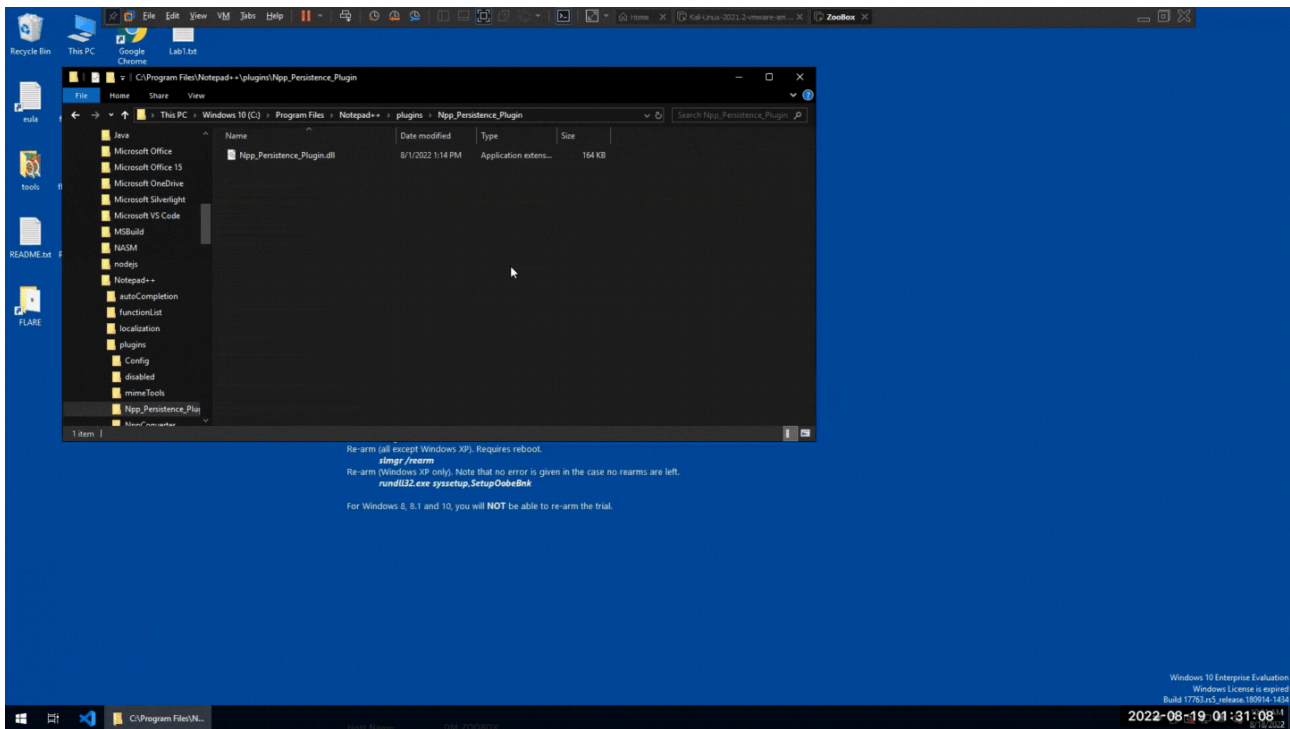 File Edit View VM Tabs Help Home Kali-Linux-2021.2-vmware-am... ZooBox
Recycle Bin
This PC
Google Chrome
Lab1.txt
C:\Program Files\Notepad++\plugins\Npp_Persistence_Plugin
File Home Share View
This PC > Windows 10 (C:) > Program Files > Notepad++ > plugins > Npp_Persistence_Plugin
Search Npp_Persistence_Plugin
eula
tools
README.txt
FLARE
Java
Microsoft Office
Microsoft Office 15
Microsoft OneDrive
Microsoft Silverlight
Microsoft VS Code
MSBuild
NASM
nodejs
Notepad++
autoCompletion
functionList
localization
plugins
Config
disabled
mimeTools
Npp_Persistence_Plug
NppConverter
Name Date modified Type Size
Npp_Persistence_Plugin.dll 8/1/2022 1:14 PM Application extens... 164 KB
1 item
Re-arm (all except Windows XP). Requires reboot.
slmgr /rearm
Re-arm (Windows XP only). Note that no error is given in the case no rearms are left.
rundll32.exe syssetup,SetupOobeBnk
For Windows 8, 8.1 and 10, you will NOT be able to re-arm the trial.
Windows 10 Enterprise Evaluation
Windows License is expired
Build 17763.rs5_release.180914-1434
C:\Program Files\N...
2022-08-19 01:31:08